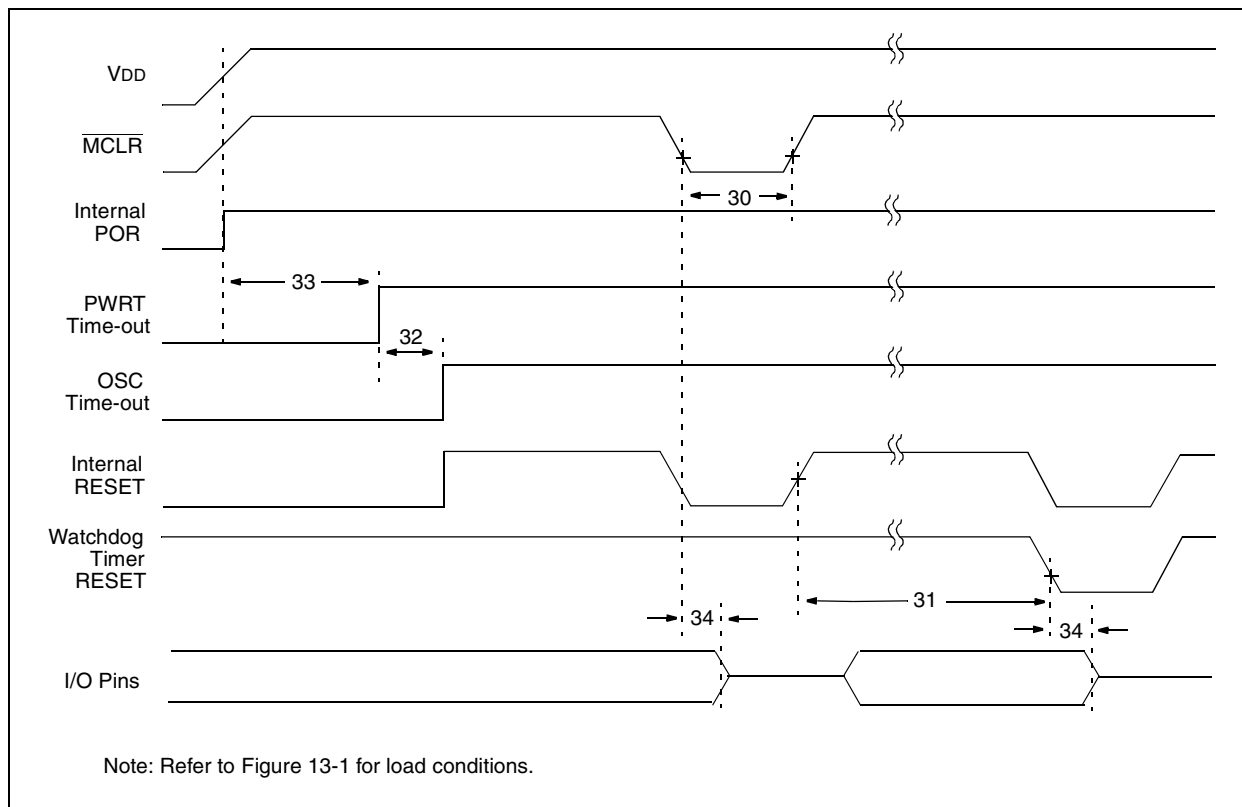 VDD
MCLR
30
Internal
POR
33
PWRT
Time-out
32
OSC
Time-out
Internal
RESET
Watchdog
Timer
RESET
31
34
34
I/O Pins
Note: Refer to Figure 13-1 for load conditions.